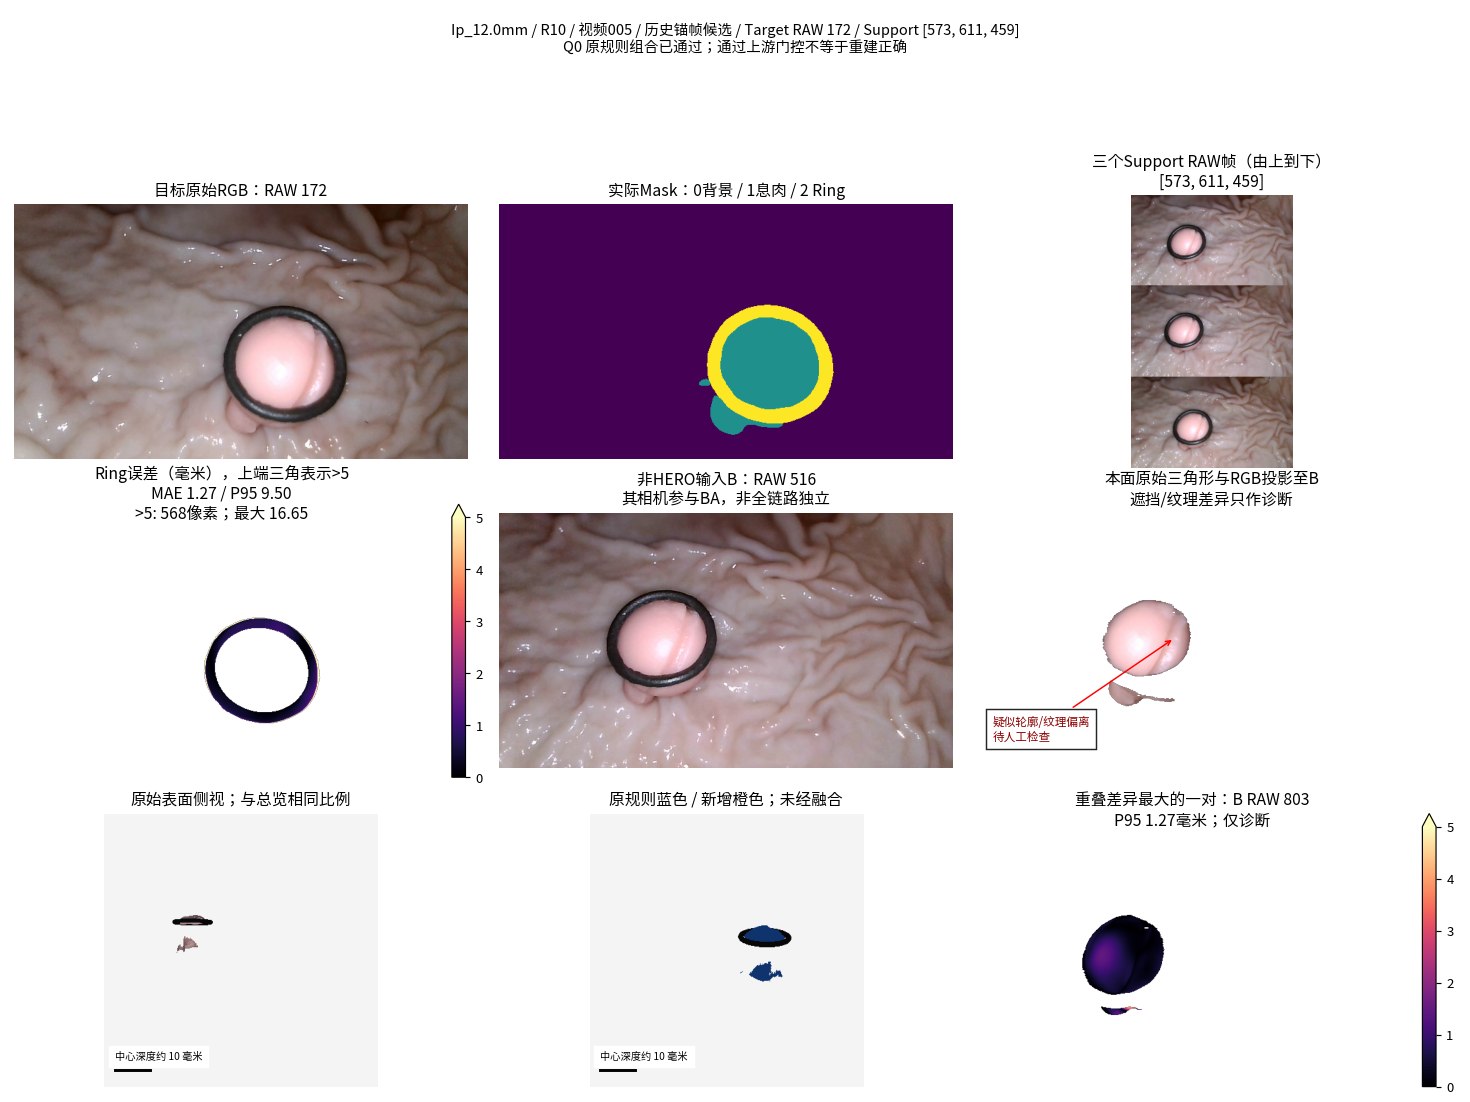 Ip_12.0mm / R10 / 视频005 / 历史锚帧候选 / Target RAW 172 / Support [573, 611, 459]
Q0 原规则组合已通过；通过上游门控不等于重建正确
目标原始RGB：RAW 172
实际Mask：0背景 / 1息肉 / 2 Ring
三个Support RAW帧（由上到下）
[573, 611, 459]
Ring误差（毫米），上端三角表示>5
MAE 1.27 / P95 9.50
>5: 568像素；最大 16.65
5
4
3
2
1
0
非HERO输入B：RAW 516
其相机参与BA，非全链路独立
本面原始三角形与RGB投影至B
遮挡/纹理差异只作诊断
疑似轮廓/纹理偏离
待人工检查
原始表面侧视；与总览相同比例
中心深度约 10 毫米
原规则蓝色 / 新增橙色；未经融合
中心深度约 10 毫米
重叠差异最大的一对：B RAW 803
P95 1.27毫米；仅诊断
5
4
3
2
1
0